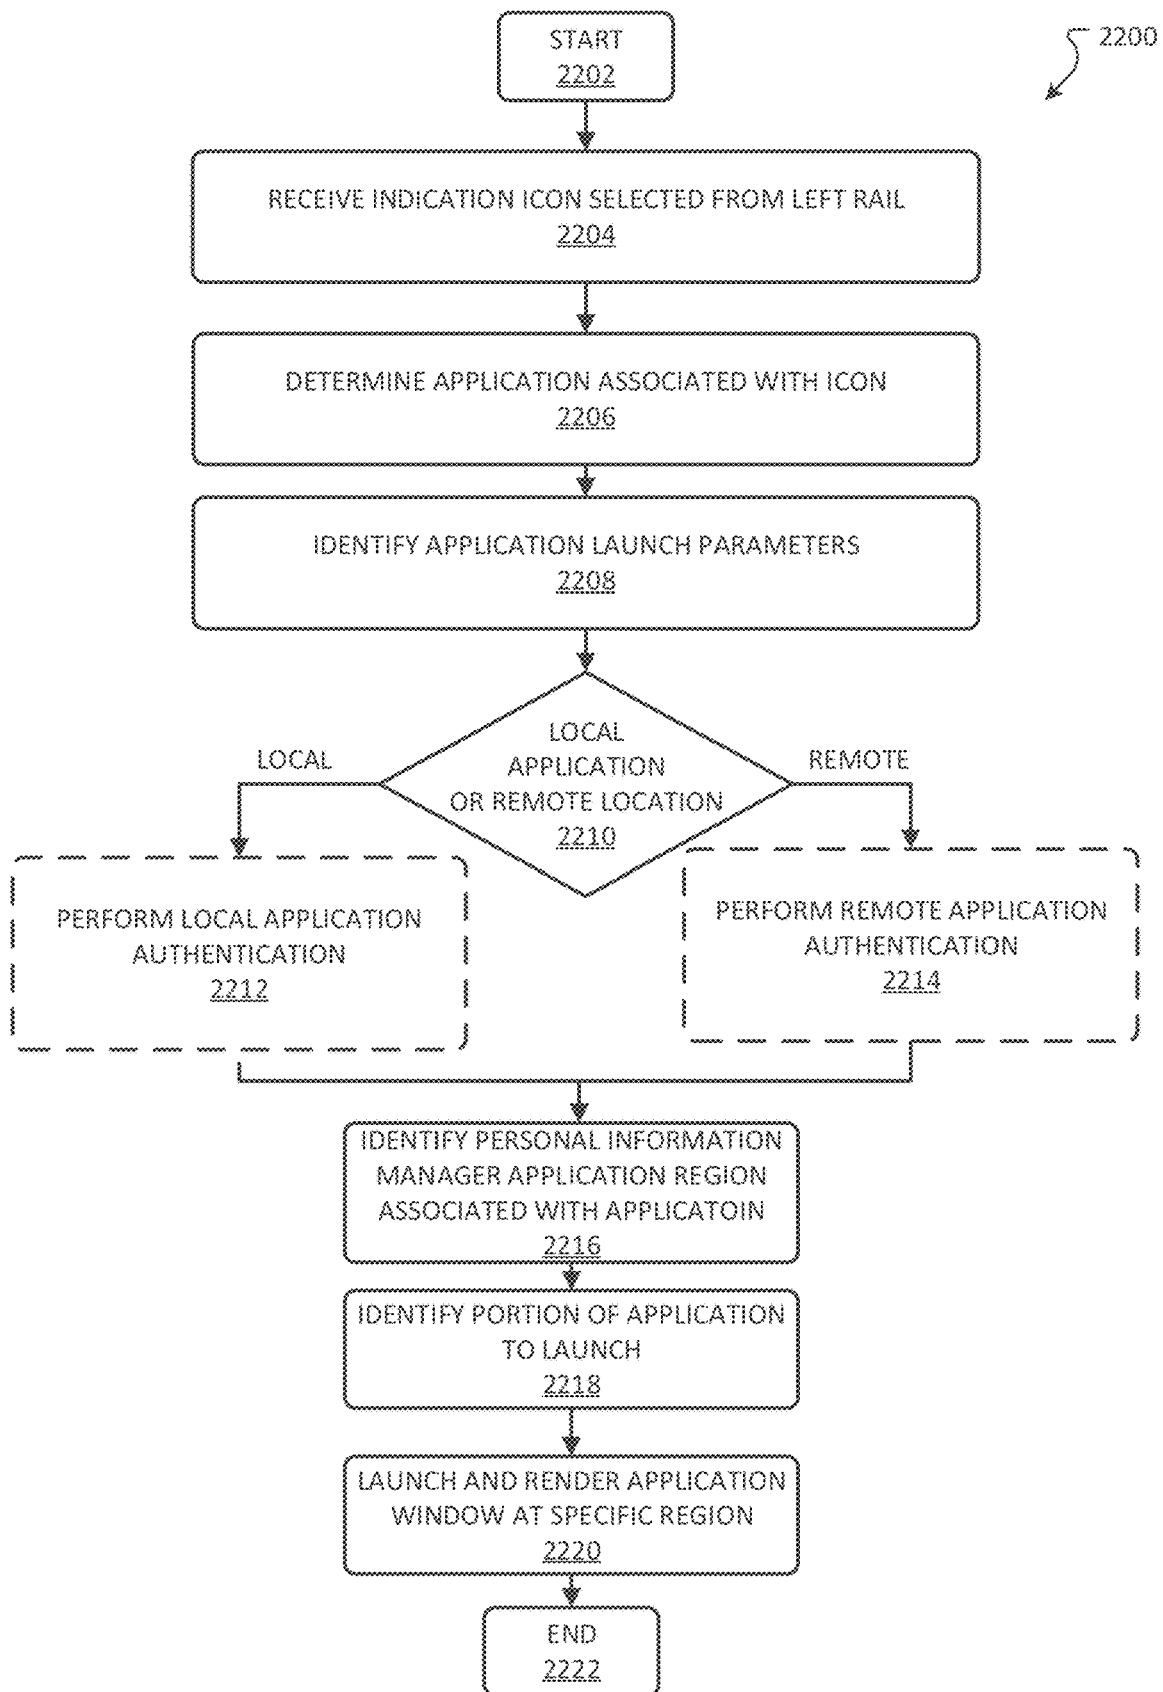 START
2202
2200
RECEIVE INDICATION ICON SELECTED FROM LEFT RAIL
2204
DETERMINE APPLICATION ASSOCIATED WITH ICON
2206
IDENTIFY APPLICATION LAUNCH PARAMETERS
2208
LOCAL
APPLICATION
OR REMOTE LOCATION
2210
LOCAL
REMOTE
PERFORM LOCAL APPLICATION
AUTHENTICATION
2212
PERFORM REMOTE APPLICATION
AUTHENTICATION
2214
IDENTIFY PERSONAL INFORMATION
MANAGER APPLICATION REGION
ASSOCIATED WITH APPLICATOIN
2216
IDENTIFY PORTION OF APPLICATION
TO LAUNCH
2218
LAUNCH AND RENDER APPLICATION
WINDOW AT SPECIFIC REGION
2220
END
2222